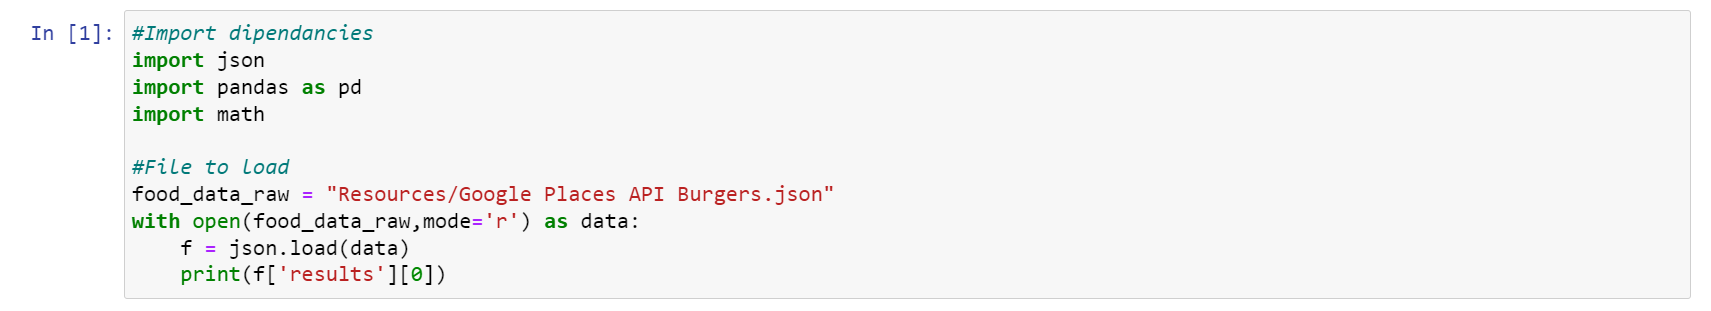 In [1]: #Import dipendancies
import json
import pandas as pd
import math
#File to load
food_data_raw = "Resources/Google Places API Burgers.json"
with open(food_data_raw,mode='r') as data:
    f = json.load(data)
    print(f['results'][0])